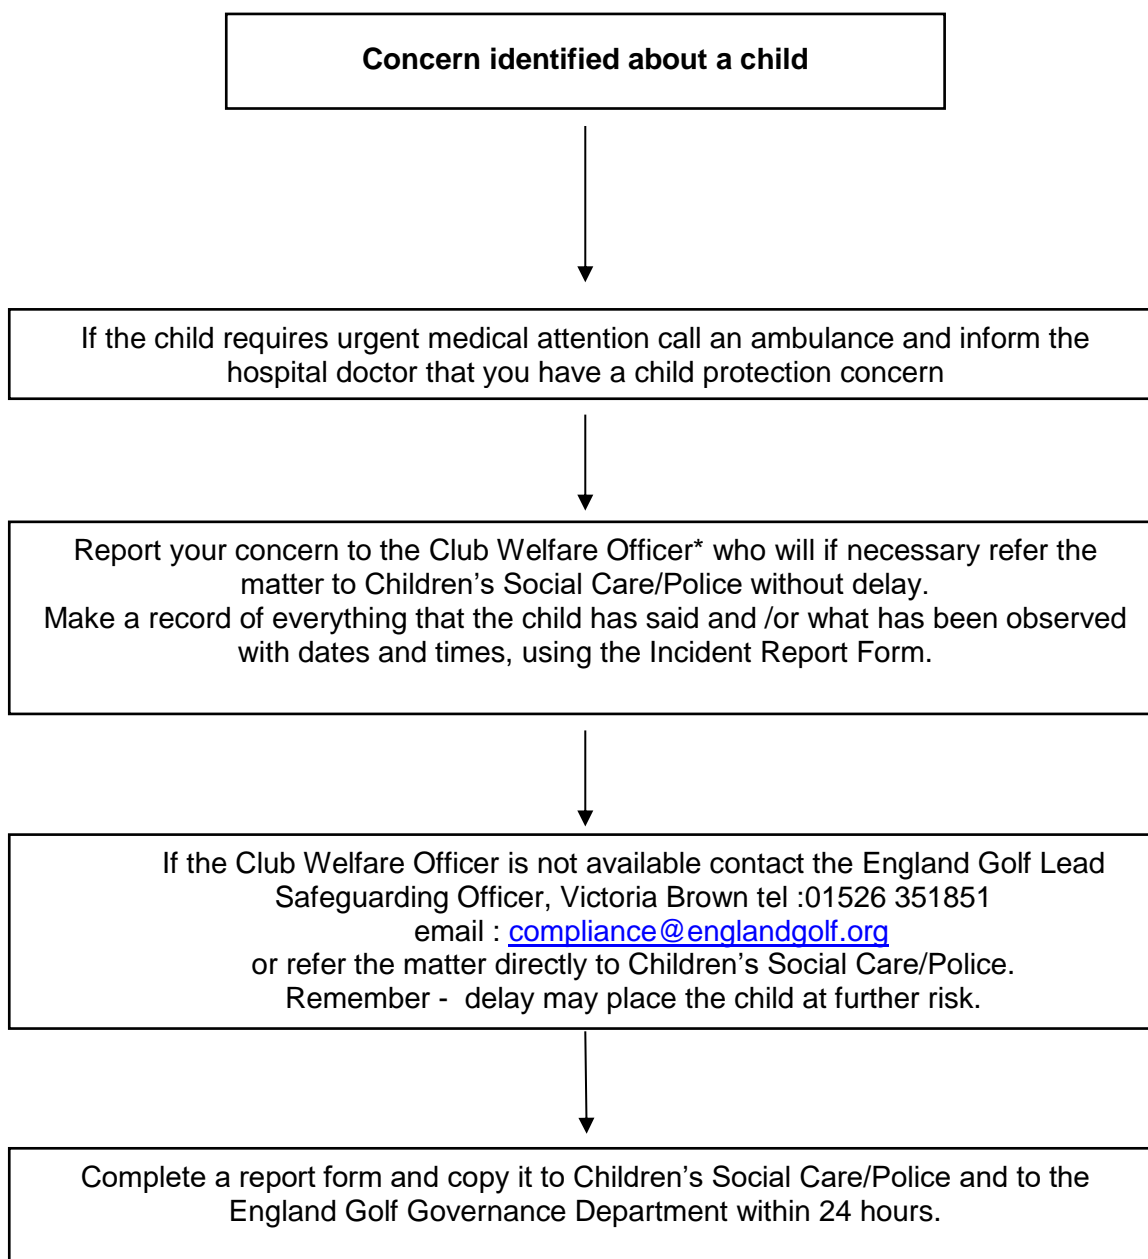 Concern identified about a child
If the child requires urgent medical attention call an ambulance and inform the
hospital doctor that you have a child protection concern
Report your concern to the Club Welfare Officer* who will if necessary refer the
matter to Children’s Social Care/Police without delay.
Make a record of everything that the child has said and /or what has been observed
with dates and times, using the Incident Report Form.
If the Club Welfare Officer is not available contact the England Golf Lead
Safeguarding Officer, Victoria Brown tel :01526 351851
email : compliance@englandgolf.org
or refer the matter directly to Children’s Social Care/Police.
Remember -  delay may place the child at further risk.
Complete a report form and copy it to Children’s Social Care/Police and to the
England Golf Governance Department within 24 hours.